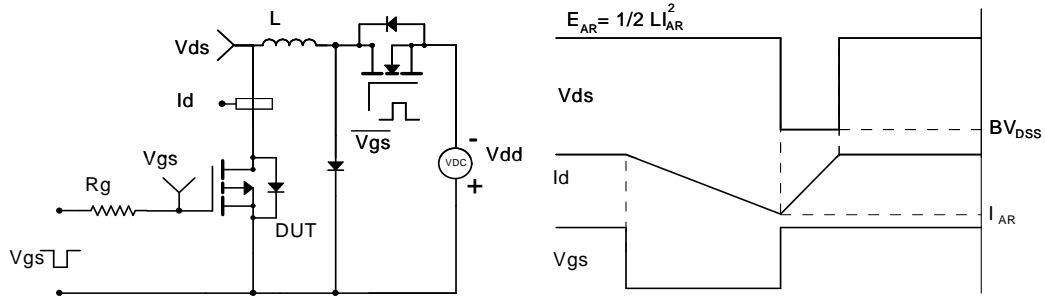 L
Vds
Id
Vgs
Rg
DUT
Vgs
Vgs
VDC
-
Vdd
+
E_AR= 1/2 LI_AR^2
Vds
BV_DSS
Id
I_AR
Vgs